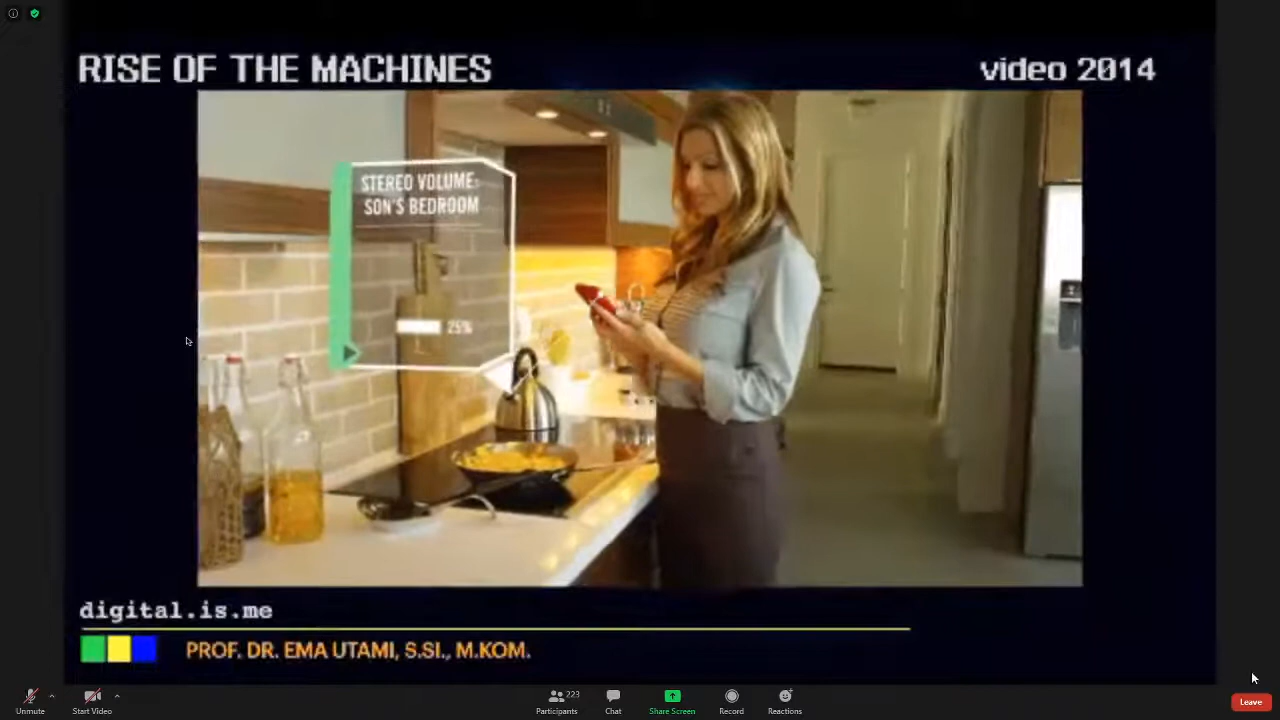 RISE OF THE MACHINES
video 2014
STEREO VOLUME:
SON'S BEDROOM
25%
digital.is.me
PROF. DR. EMA UTAMI, S.SI., M.KOM.
Unmute
Start Video
223
Participants
Chat
Share Screen
Record
Reactions
Leave